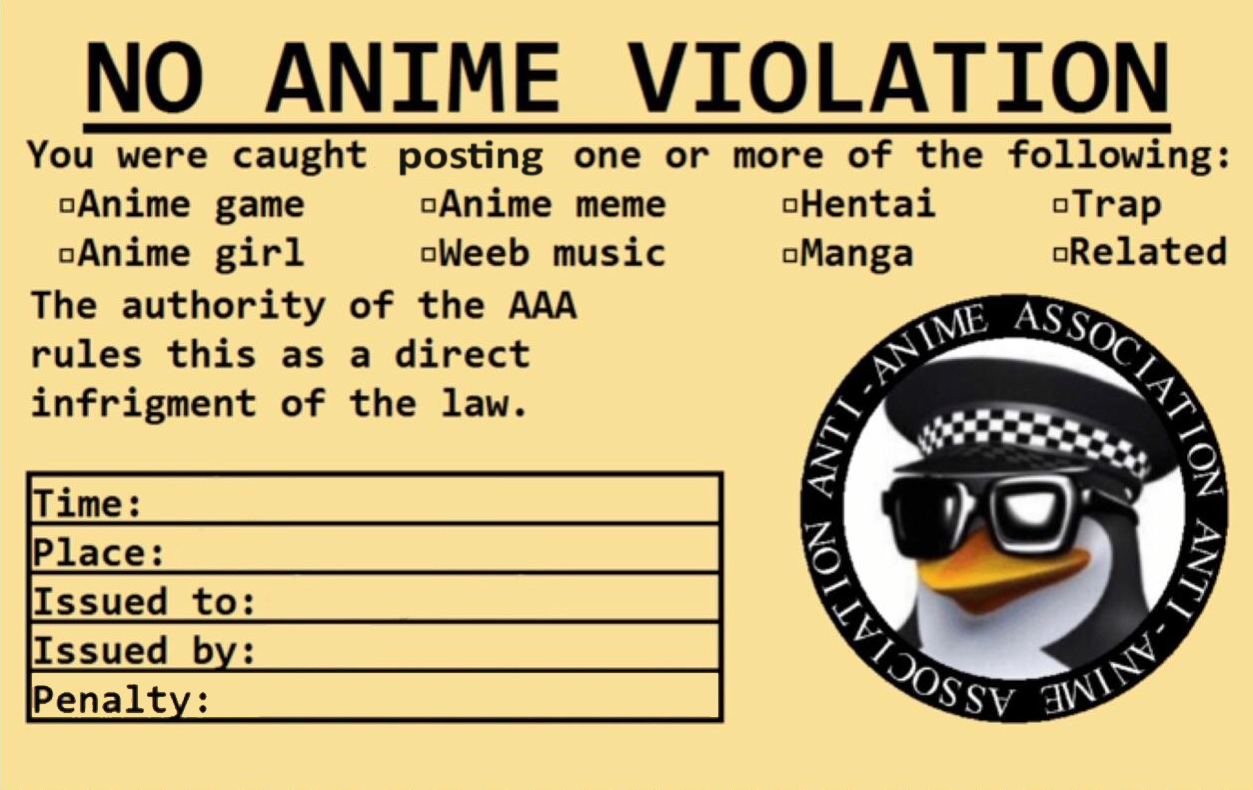 NO ANIME VIOLATION
You were caught posting one or more of the following:
▫Anime game ▫Anime meme ▫Hentai ▫Trap
▫Anime girl ▫Weeb music ▫Manga ▫Related
The authority of the AAA
rules this as a direct
infrigment of the law.
Time:
Place:
Issued to:
Issued by:
Penalty:
ANTI-ANIME ASSOCIATION ANTI-ANIME ASSOCIATION